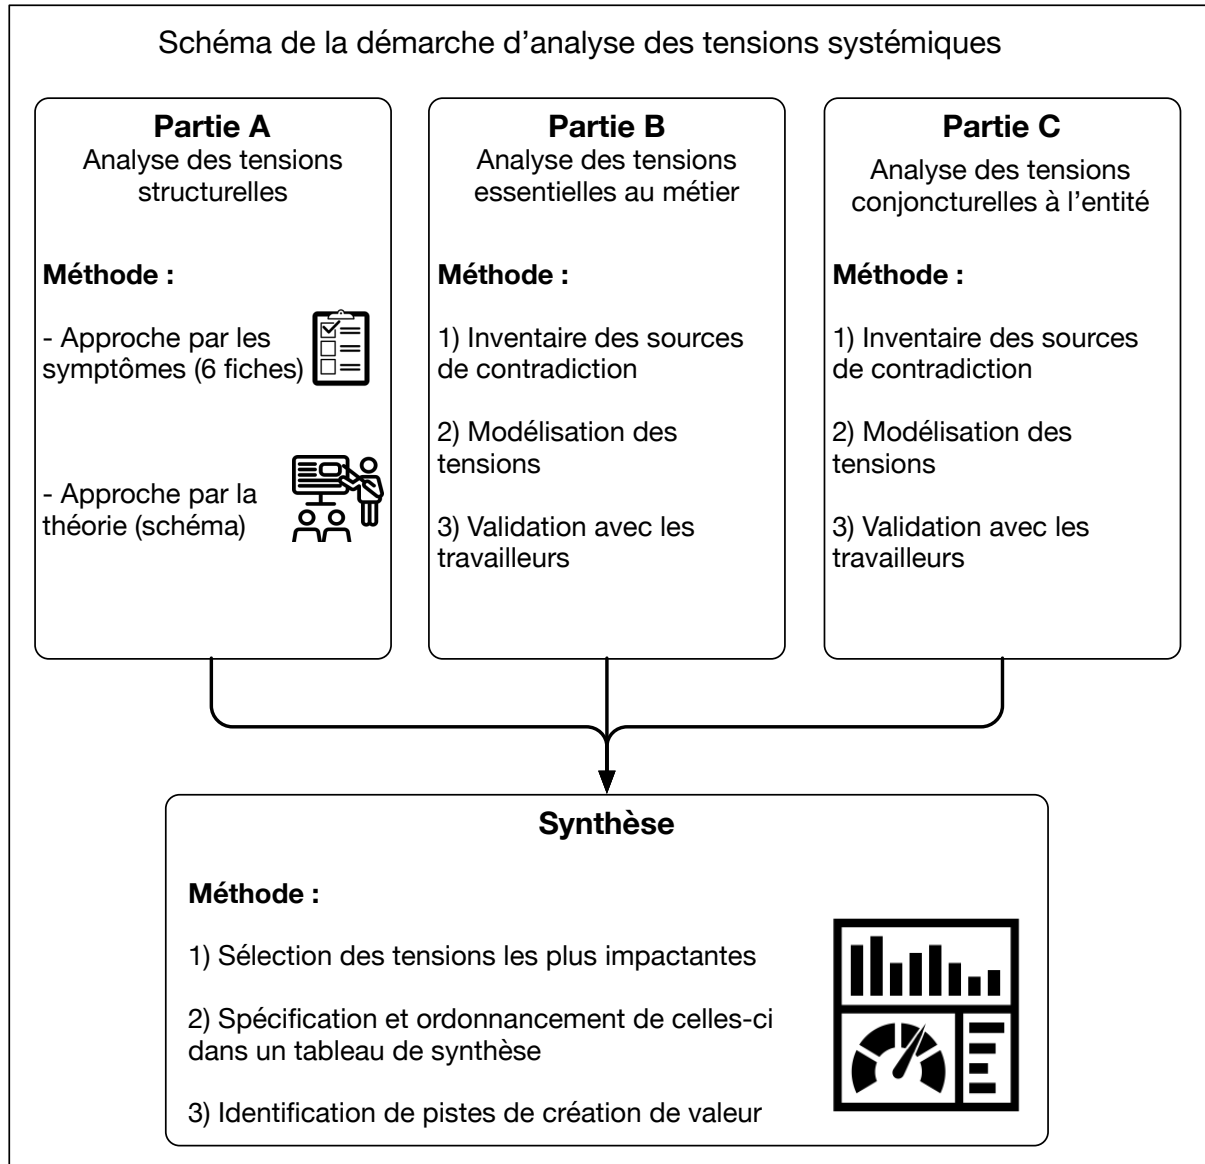 Schéma de la démarche d’analyse des tensions systémiques
Partie A
Analyse des tensions
structurelles
Méthode :
- Approche par les
symptômes (6 fiches)
- Approche par la
théorie (schéma)
Partie B
Analyse des tensions
essentielles au métier
Méthode :
1) Inventaire des sources
de contradiction
2) Modélisation des
tensions
3) Validation avec les
travailleurs
Partie C
Analyse des tensions
conjoncturelles à l’entité
Méthode :
1) Inventaire des sources
de contradiction
2) Modélisation des
tensions
3) Validation avec les
travailleurs
Synthèse
Méthode :
1) Sélection des tensions les plus impactantes
2) Spécification et ordonnancement de celles-ci
dans un tableau de synthèse
3) Identification de pistes de création de valeur